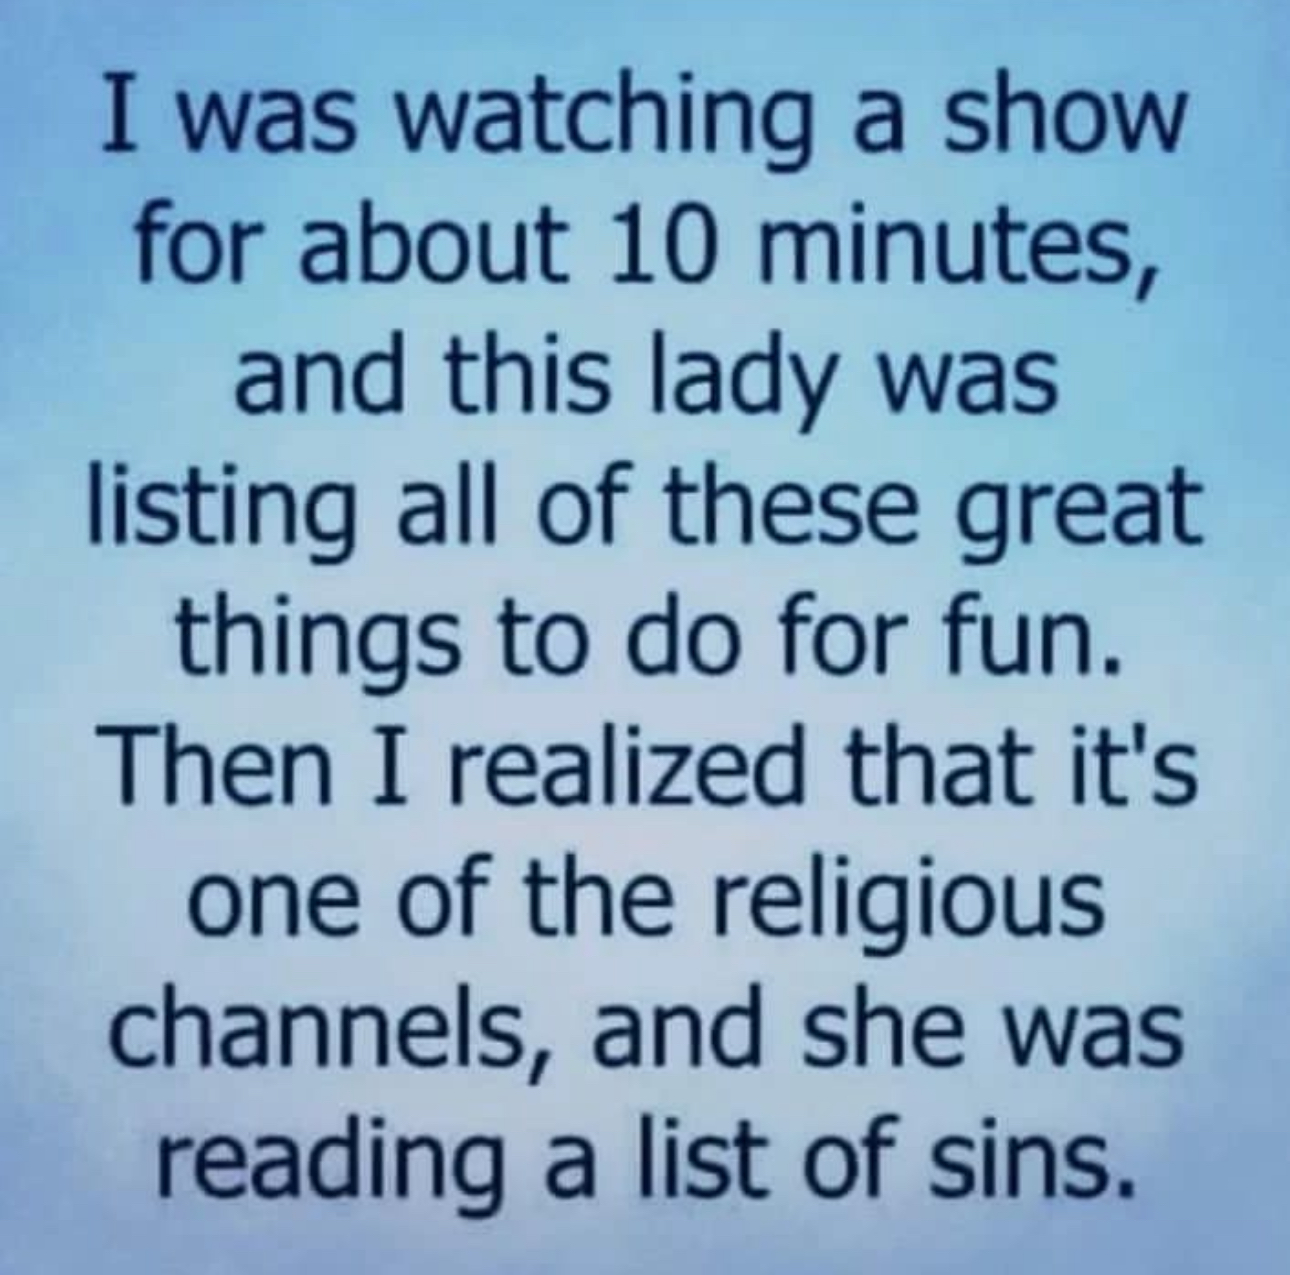 I was watching a show
for about 10 minutes,
and this lady was
listing all of these great
things to do for fun.
Then I realized that it's
one of the religious
channels, and she was
reading a list of sins.